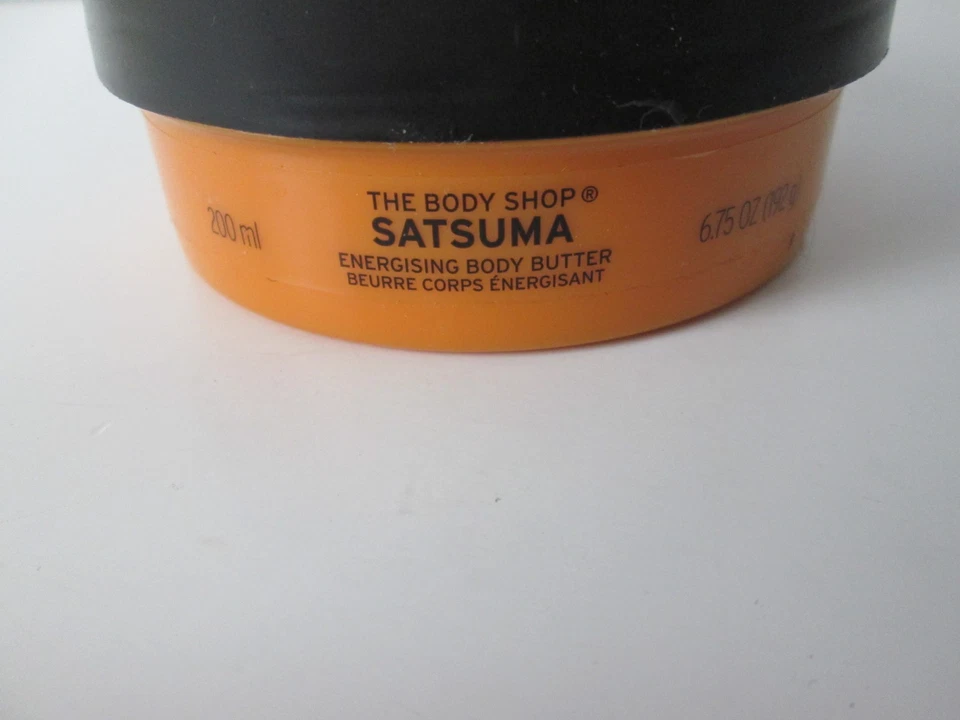 THE BODY SHOP ®
SATSUMA
ENERGISING BODY BUTTER
BEURRE CORPS ÉNERGISANT
200 ml
6.75 OZ (192 g)